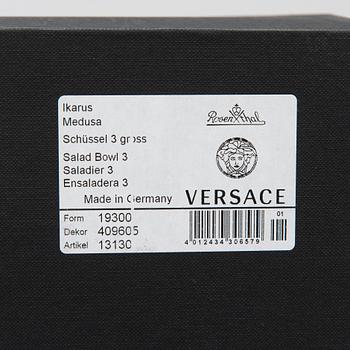 Ikarus
Medusa
Schüssel 3 gross
Salad Bowl 3
Saladier 3
Ensaladera 3
Made in Germany
Form 19300
Dekor 409605
Artikel 13130
Rosenthal
VERSACE
01
4 012434 306579